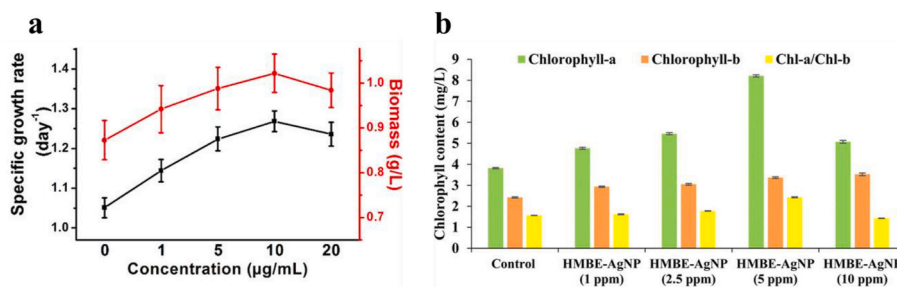 a
Specific growth rate
(day⁻¹)
1.4
1.3
1.26
1.1
1.0
0 1 5 10 20
Concentration (µg/mL)
1.0
0.9
0.8
0.7
Biomass (g/L)
b
Chlorophyll-a Chlorophyll-b Chl-a/Chl-b
Chlorophyll content (mg/L)
9
8
7
6
5
4
3
2
1
0
Control HMBE-AgNP HMBE-AgNP HMBE-AgNP HMBE-AgNP
(1 ppm) (2.5 ppm) (5 ppm) (10 ppm)